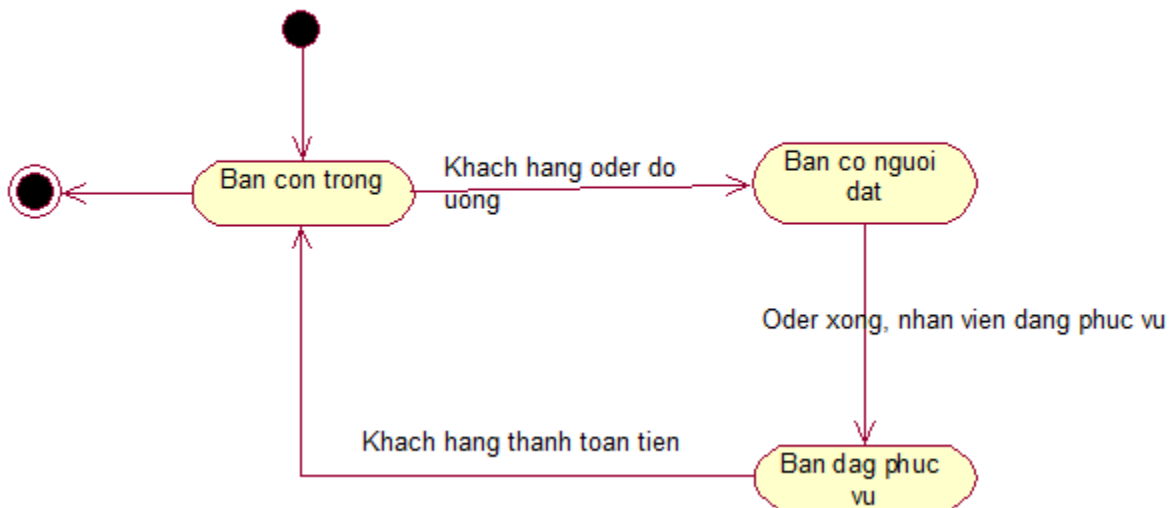 Ban con trong
Khach hang oder do
uong
Ban co nguoi
dat
Oder xong, nhan vien dang phuc vu
Khach hang thanh toan tien
Ban dag phuc
vu